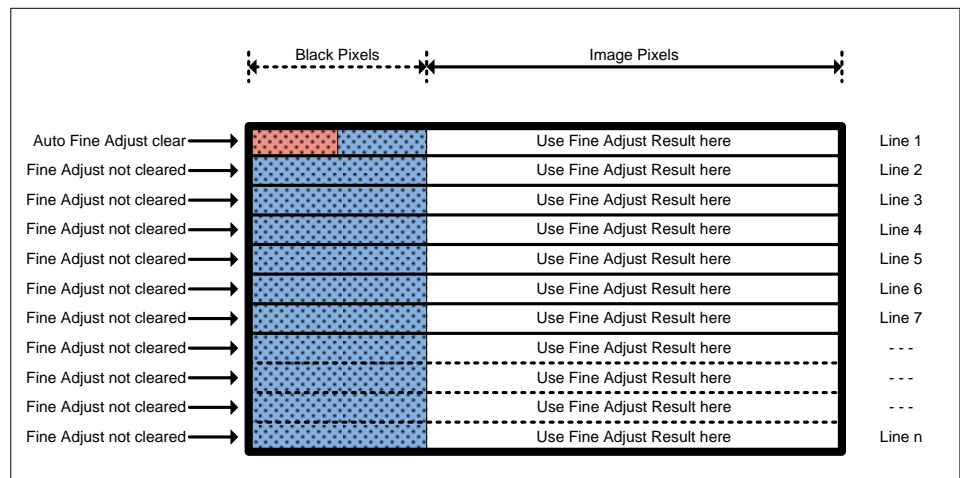 Black Pixels Image Pixels
Auto Fine Adjust clear Use Fine Adjust Result here Line 1
Fine Adjust not cleared Use Fine Adjust Result here Line 2
Fine Adjust not cleared Use Fine Adjust Result here Line 3
Fine Adjust not cleared Use Fine Adjust Result here Line 4
Fine Adjust not cleared Use Fine Adjust Result here Line 5
Fine Adjust not cleared Use Fine Adjust Result here Line 6
Fine Adjust not cleared Use Fine Adjust Result here Line 7
Fine Adjust not cleared Use Fine Adjust Result here - - -
Fine Adjust not cleared Use Fine Adjust Result here - - -
Fine Adjust not cleared Use Fine Adjust Result here - - -
Fine Adjust not cleared Use Fine Adjust Result here Line n